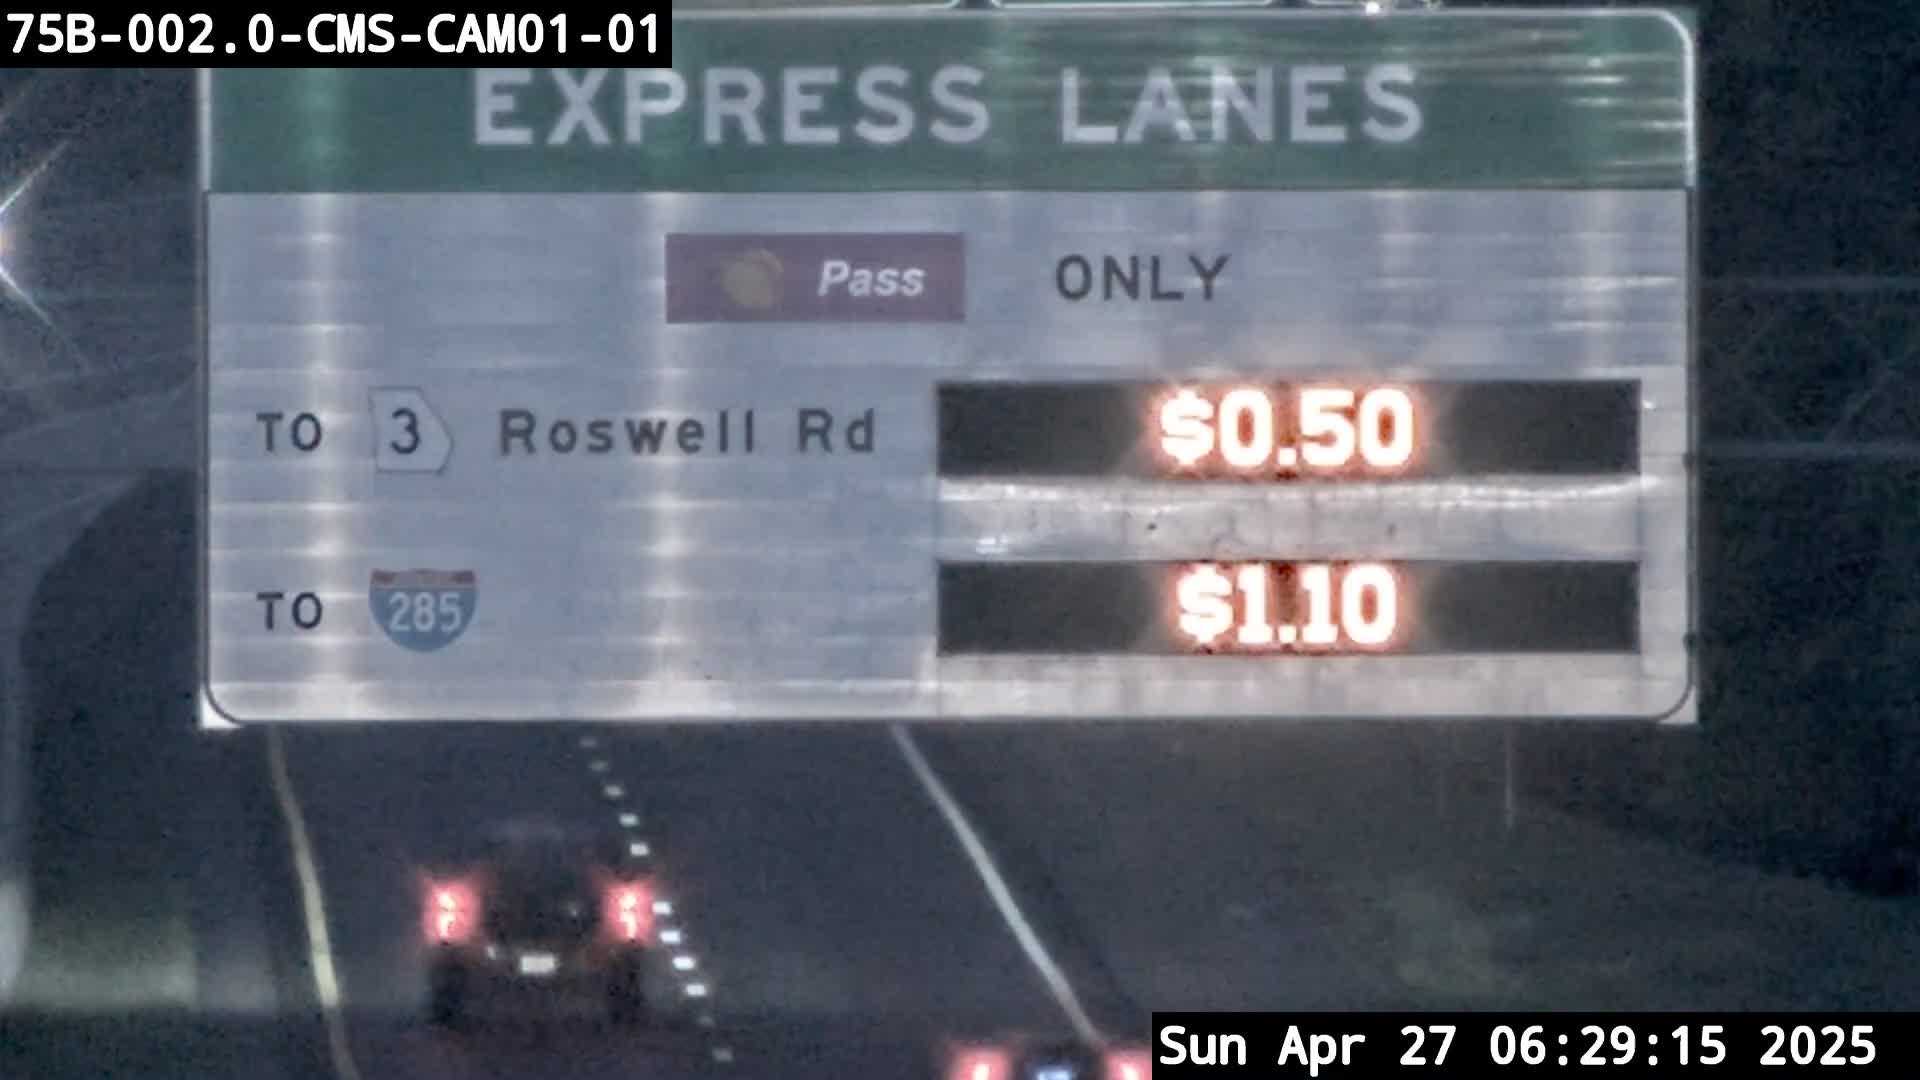 75B-002.0-CMS-CAM01-01
EXPRESS LANES
Pass ONLY
TO 3 Roswell Rd $0.50
TO 285 $1.10
Sun Apr 27 06:29:15 2025